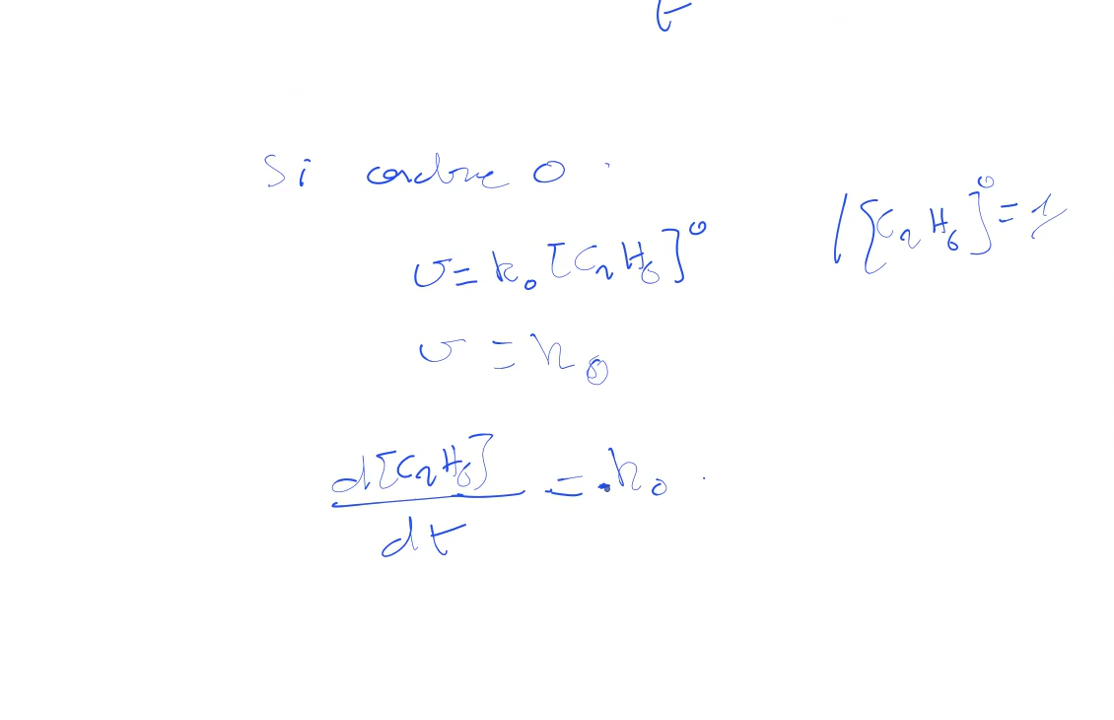 t
Si ordre 0
v = k₀ [C₂H₆]⁰ / [C₂H₆]⁰ = 1
v = k₀
d[C₂H₆]/dt = k₀